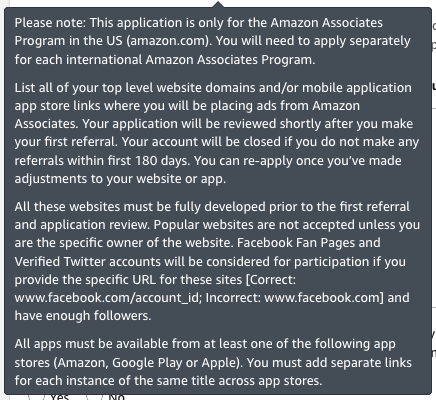 Please note: This application is only for the Amazon Associates
Program in the US (amazon.com). You will need to apply separately
for each international Amazon Associates Program.
List all of your top level website domains and/or mobile application
app store links where you will be placing ads from Amazon
Associates. Your application will be reviewed shortly after you make
your first referral. Your account will be closed if you do not make any
referrals within first 180 days. You can re-apply once you've made
adjustments to your website or app.
All these websites must be fully developed prior to the first referral
and application review. Popular websites are not accepted unless you
are the specific owner of the website. Facebook Fan Pages and
Verified Twitter accounts will be considered for participation if you
provide the specific URL for these sites [Correct:
www.facebook.com/account_id; Incorrect: www.facebook.com] and
have enough followers.
All apps must be available from at least one of the following app
stores (Amazon, Google Play or Apple). You must add separate links
for each instance of the same title across app stores.
Yes No